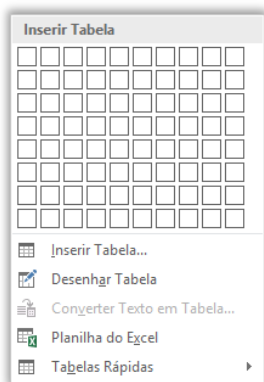 Inserir Tabela
Inserir Tabela...
Desenhar Tabela
Converter Texto em Tabela...
Planilha do Excel
Tabelas Rápidas